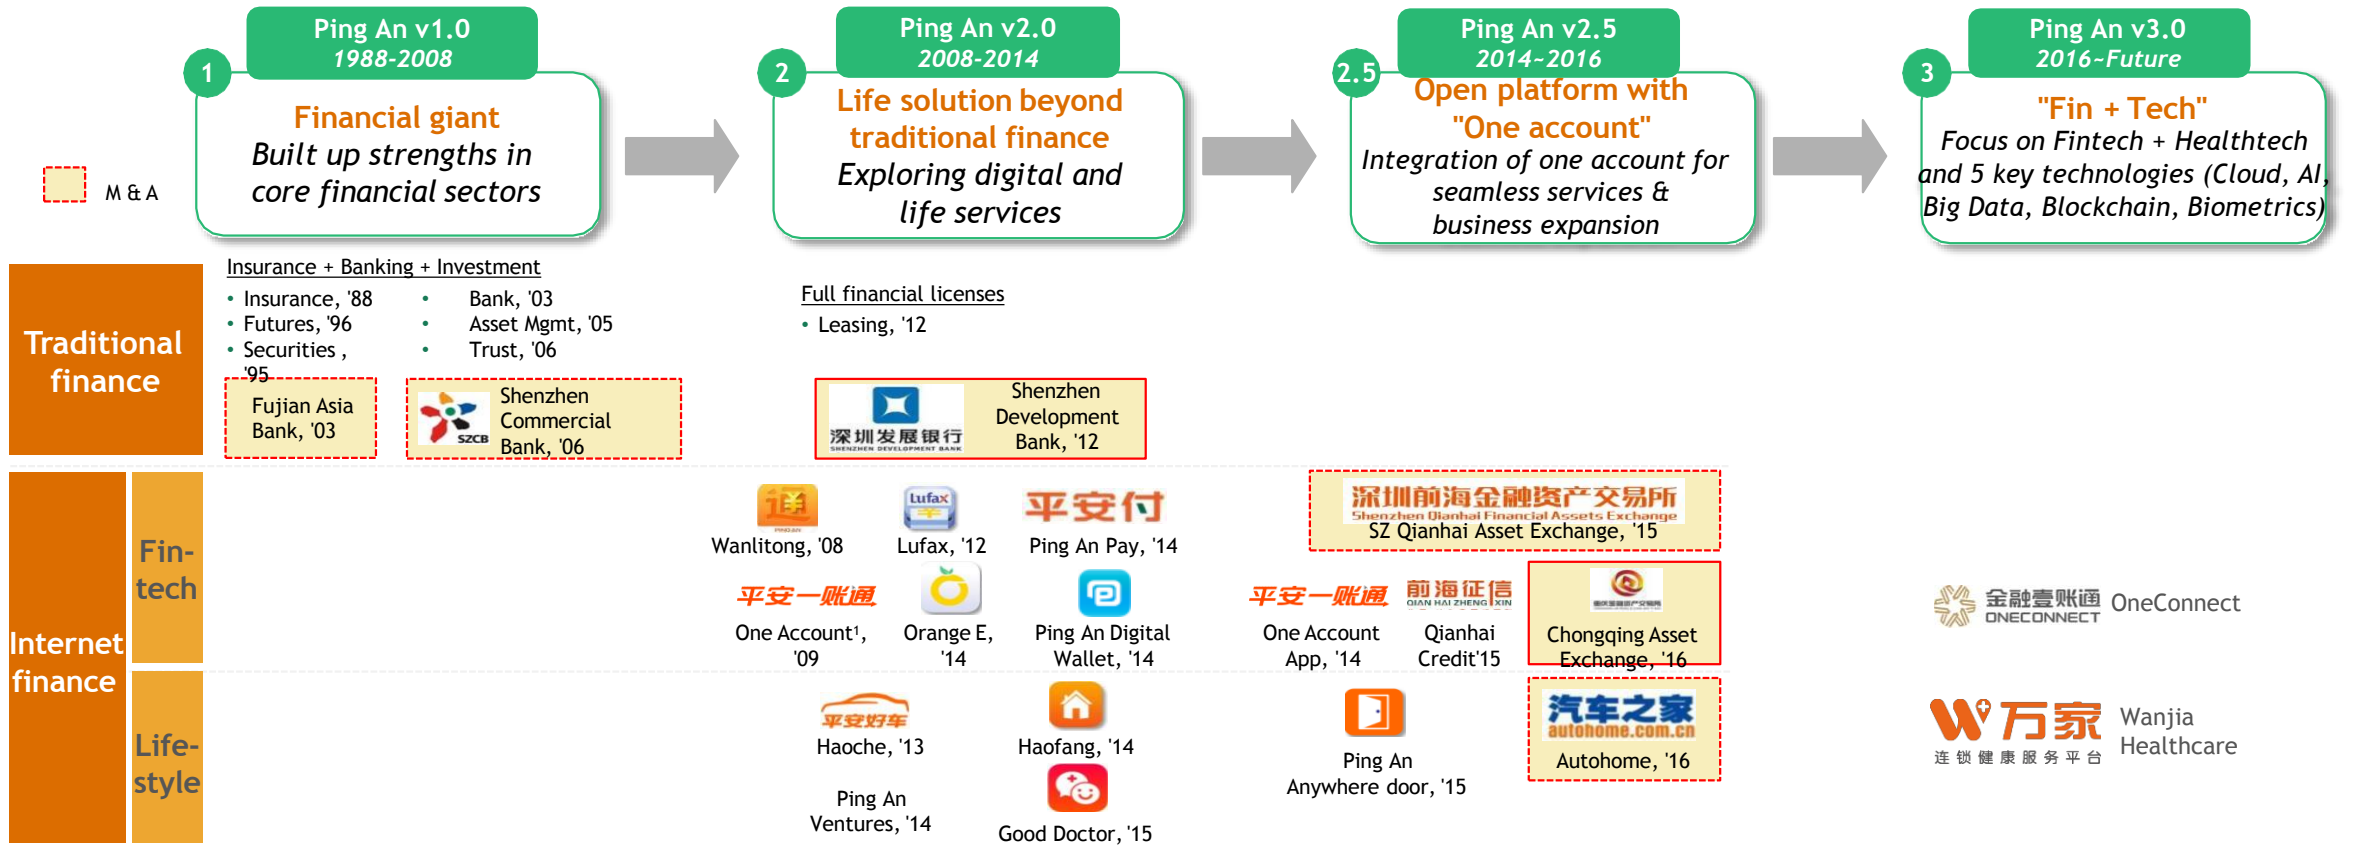 Ping An v1.0
1988-2008
1
Financial giant
Built up strengths in
core financial sectors
Ping An v2.0
2008-2014
2
Life solution beyond
traditional finance
Exploring digital and
life services
Ping An v2.5
2014~2016
2.5
Open platform with
"One account"
Integration of one account for
seamless services &
business expansion
Ping An v3.0
2016~Future
3
"Fin + Tech"
Focus on Fintech + Healthtech
and 5 key technologies (Cloud, AI,
Big Data, Blockchain, Biometrics)
M & A
Traditional
finance
Insurance + Banking + Investment
• Insurance, '88
• Futures, '96
• Securities ,
'95
• Bank, '03
• Asset Mgmt, '05
• Trust, '06
Fujian Asia
Bank, '03
SZCB
Shenzhen
Commercial
Bank, '06
Full financial licenses
• Leasing, '12
深圳发展银行
SHENZHEN DEVELOPMENT BANK
Shenzhen
Development
Bank, '12
Internet
finance
Fin-
tech
通
PING AN
Wanlitong, '08
Lufax
Lufax, '12
平安付
Ping An Pay, '14
深圳前海金融资产交易所
Shenzhen Qianhai Financial Assets Exchange
SZ Qianhai Asset Exchange, '15
平安一账通
One Account¹,
'09
Orange E,
'14
Ping An Digital
Wallet, '14
平安一账通
One Account
App, '14
前海征信
QIAN HAI ZHENG XIN
Qianhai
Credit'15
Chongqing Asset
Exchange, '16
金融壹账通
ONECONNECT
OneConnect
Life-
style
平安好车
Haoche, '13
Haofang, '14
Ping An
Anywhere door, '15
汽车之家
autohome.com.cn
Autohome, '16
万家
连锁健康服务平台
Wanjia
Healthcare
Ping An
Ventures, '14
Good Doctor, '15